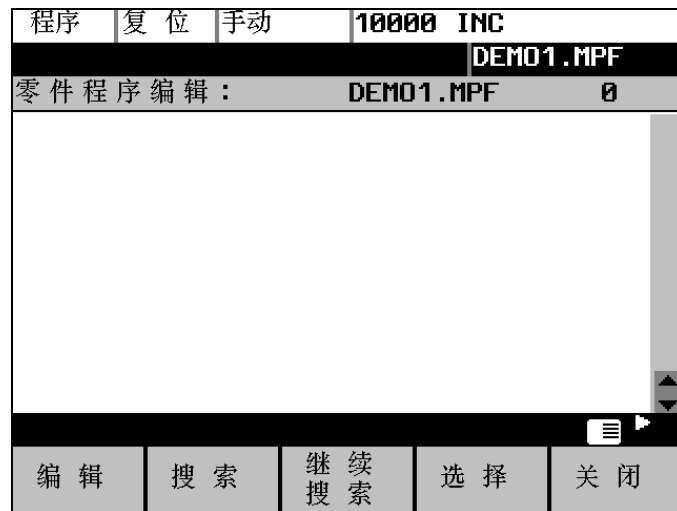 程序 复位 手动 10000 INC
DEMO1.MPF
零件程序编辑: DEMO1.MPF 0
编辑 搜索 继续搜索 选择 关闭